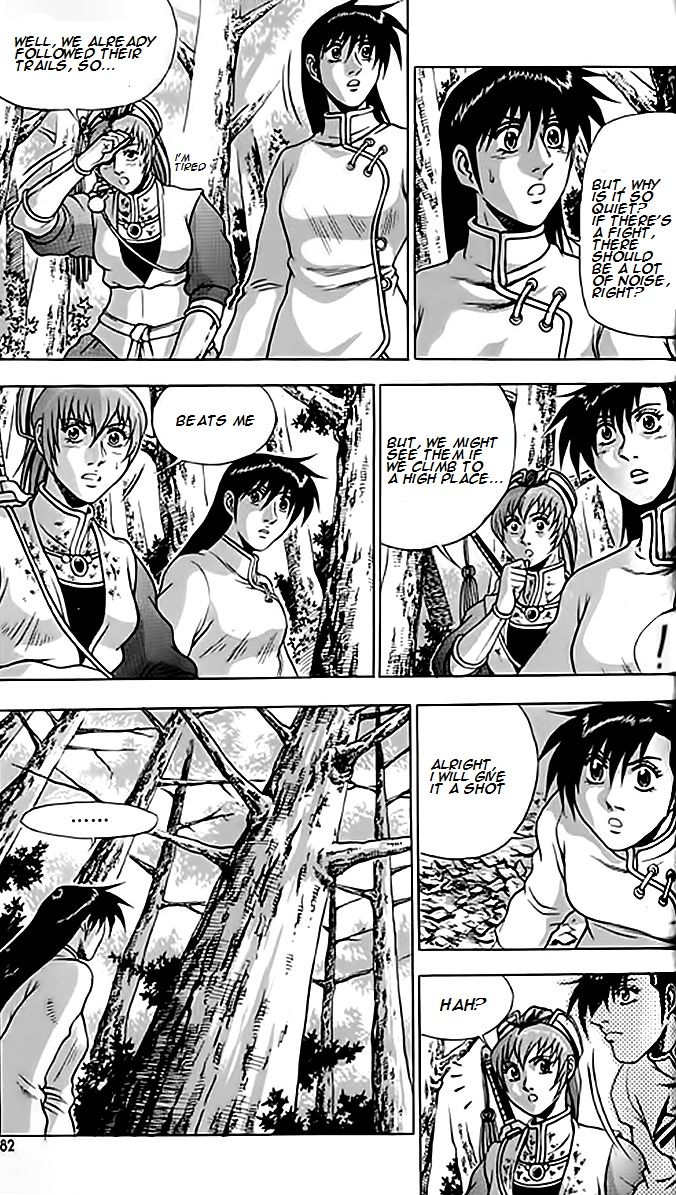 WELL, WE ALREADY
FOLLOWED THEIR
TRAILS, SO...
I'M
TIRED
BUT, WHY
IS IT SO
QUIET?
IF THERE'S
A FIGHT,
THERE
SHOULD
BE A LOT
OF NOISE,
RIGHT?
BEATS ME
BUT, WE MIGHT
SEE THEM IF
WE CLIMB TO
A HIGH PLACE...
!
......
ALRIGHT,
I WILL GIVE
IT A SHOT
HAH?
82